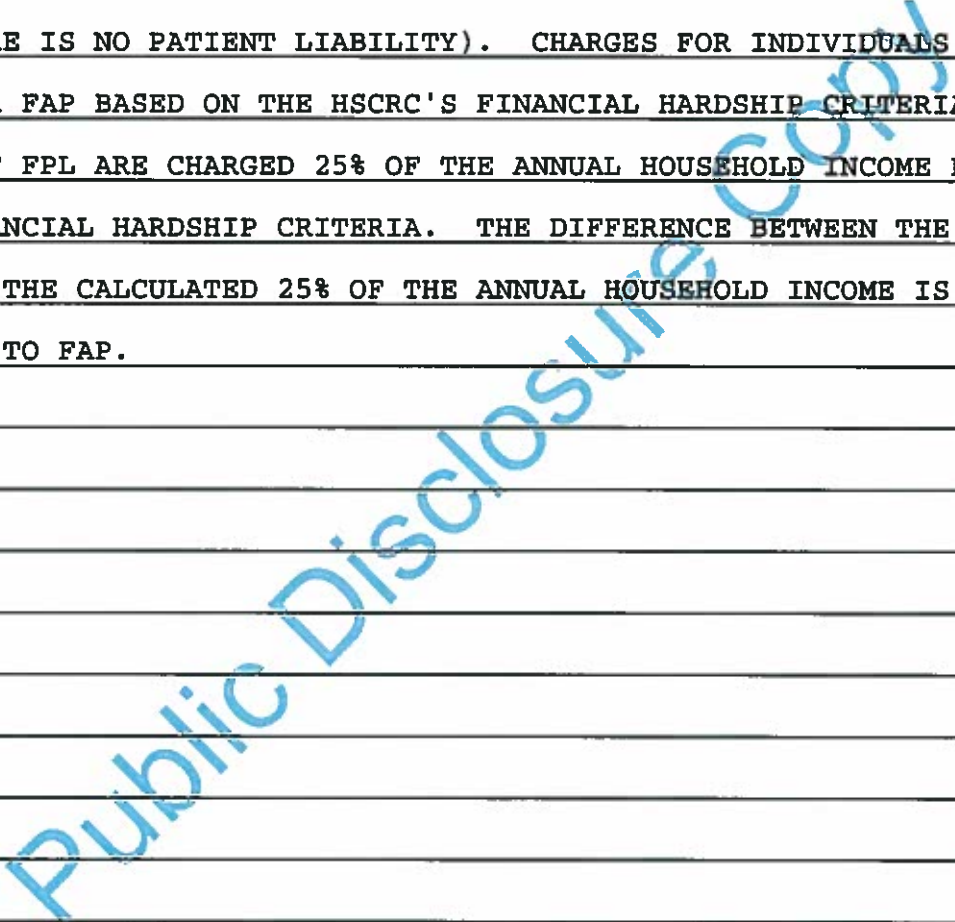 E IS NO PATIENT LIABILITY). CHARGES FOR INDIVIDUALS
FAP BASED ON THE HSCRC'S FINANCIAL HARDSHIP CRITERIA
FPL ARE CHARGED 25% OF THE ANNUAL HOUSEHOLD INCOME
NCIAL HARDSHIP CRITERIA. THE DIFFERENCE BETWEEN THE
THE CALCULATED 25% OF THE ANNUAL HOUSEHOLD INCOME IS
TO FAP.
Public Disclosure Copy